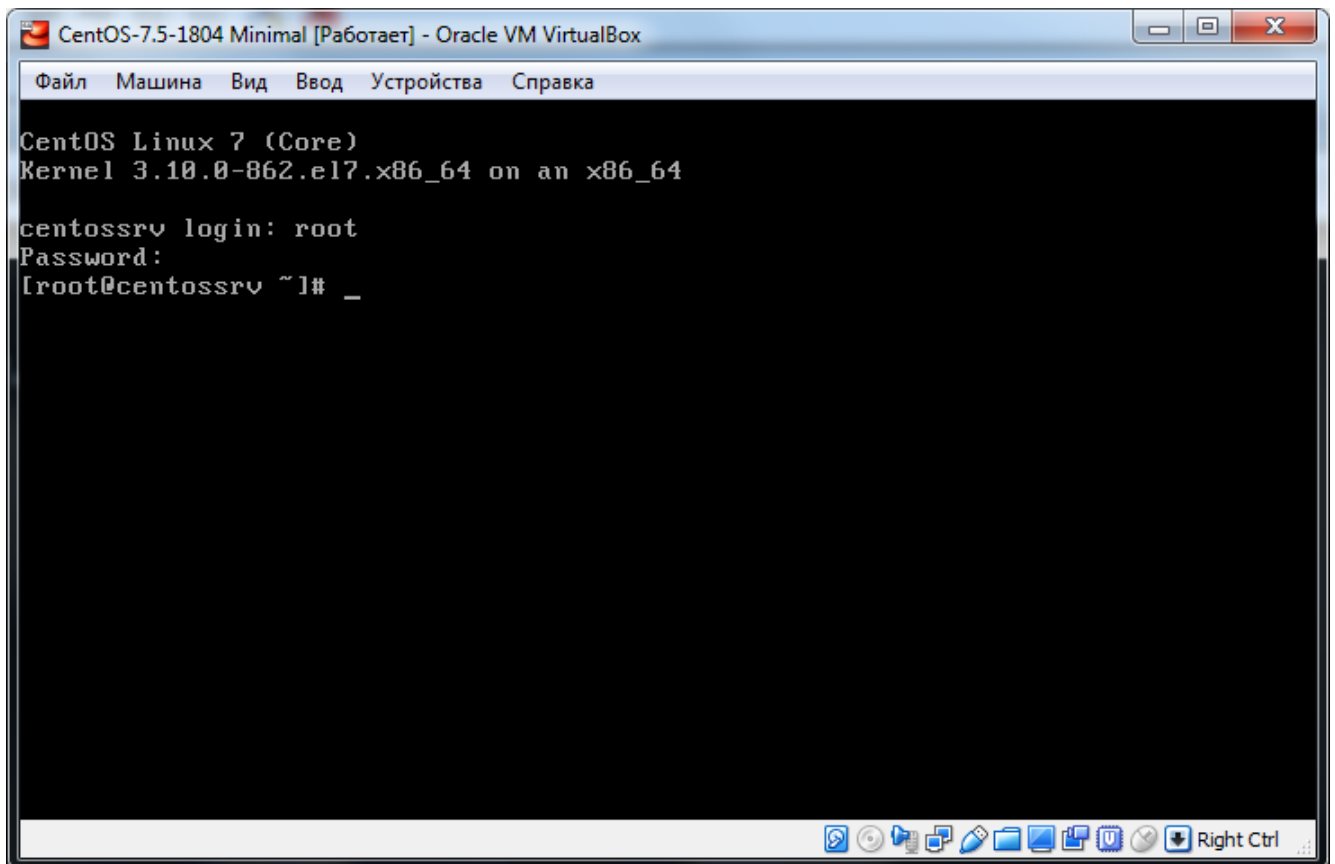 CentOS-7.5-1804 Minimal [Работает] - Oracle VM VirtualBox
Файл Машина Вид Ввод Устройства Справка
CentOS Linux 7 (Core)
Kernel 3.10.0-862.el7.x86_64 on an x86_64
centossrv login: root
Password:
[root@centossrv ~]# _
Right Ctrl